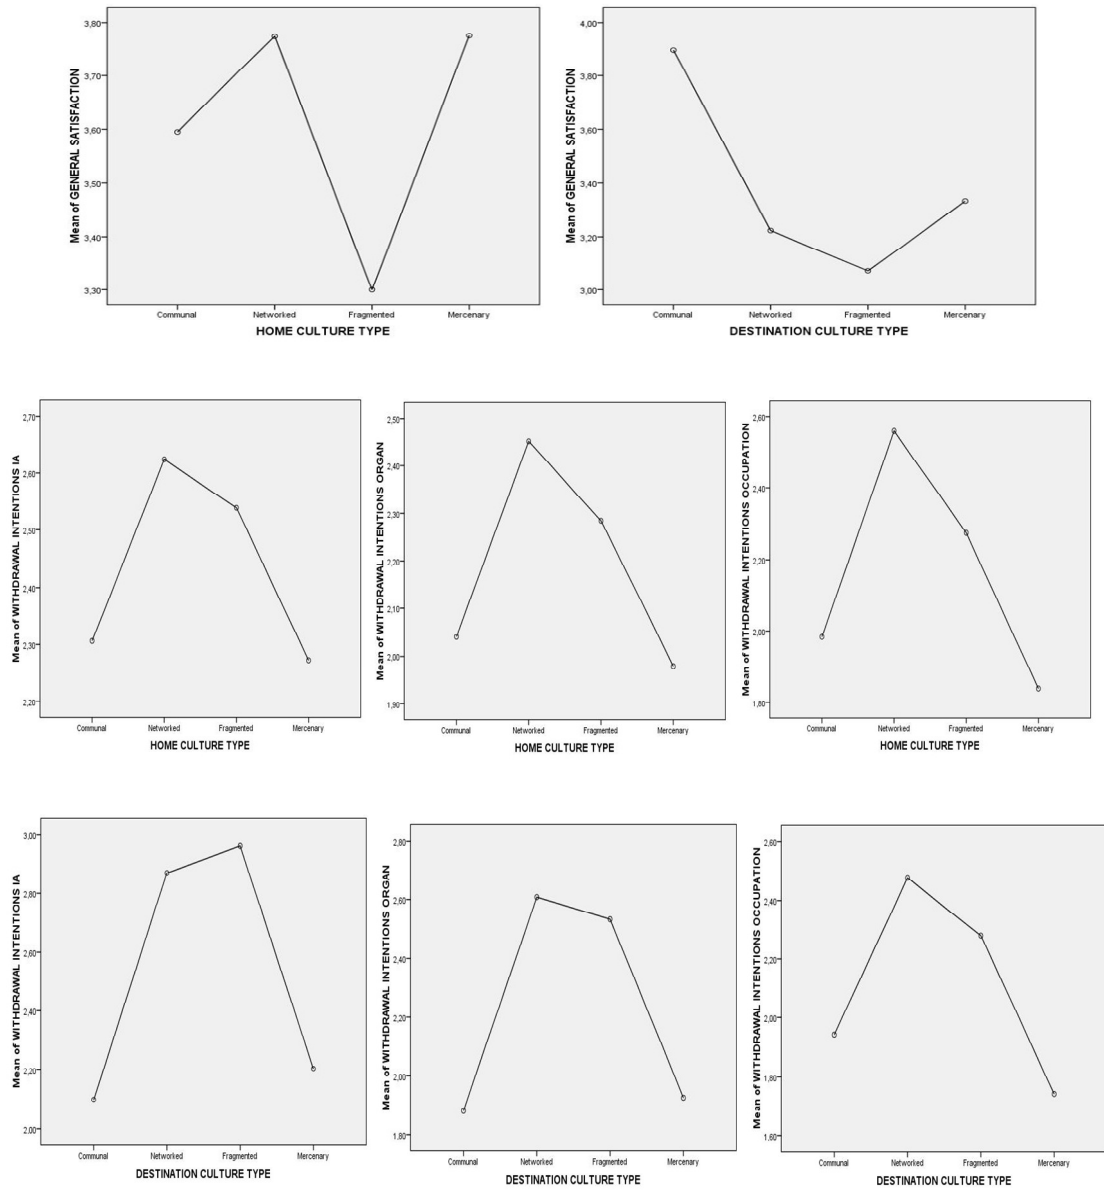 Mean of GENERAL SATISFACTION
3,80
3,70
3,60
3,50
3,40
3,30
Communal Networked Fragmented Mercenary
HOME CULTURE TYPE
Mean of GENERAL SATISFACTION
4,00
3,80
3,60
3,40
3,20
3,00
Communal Networked Fragmented Mercenary
DESTINATION CULTURE TYPE
Mean of WITHDRAWAL INTENTIONS IA
2,70
2,60
2,50
2,40
2,30
2,20
Communal Networked Fragmented Mercenary
HOME CULTURE TYPE
Mean of WITHDRAWAL INTENTIONS ORGAN
2,50
2,40
2,30
2,20
2,10
2,00
1,90
Communal Networked Fragmented Mercenary
HOME CULTURE TYPE
Mean of WITHDRAWAL INTENTIONS OCCUPATION
2,60
2,40
2,20
2,00
1,80
Communal Networked Fragmented Mercenary
HOME CULTURE TYPE
Mean of WITHDRAWAL INTENTIONS IA
3,00
2,80
2,60
2,40
2,20
2,00
Communal Networked Fragmented Mercenary
DESTINATION CULTURE TYPE
Mean of WITHDRAWAL INTENTIONS ORGAN
2,80
2,60
2,40
2,20
2,00
1,80
Communal Networked Fragmented Mercenary
DESTINATION CULTURE TYPE
Mean of WITHDRAWAL INTENTIONS OCCUPATION
2,60
2,40
2,20
2,00
1,80
1,60
Communal Networked Fragmented Mercenary
DESTINATION CULTURE TYPE